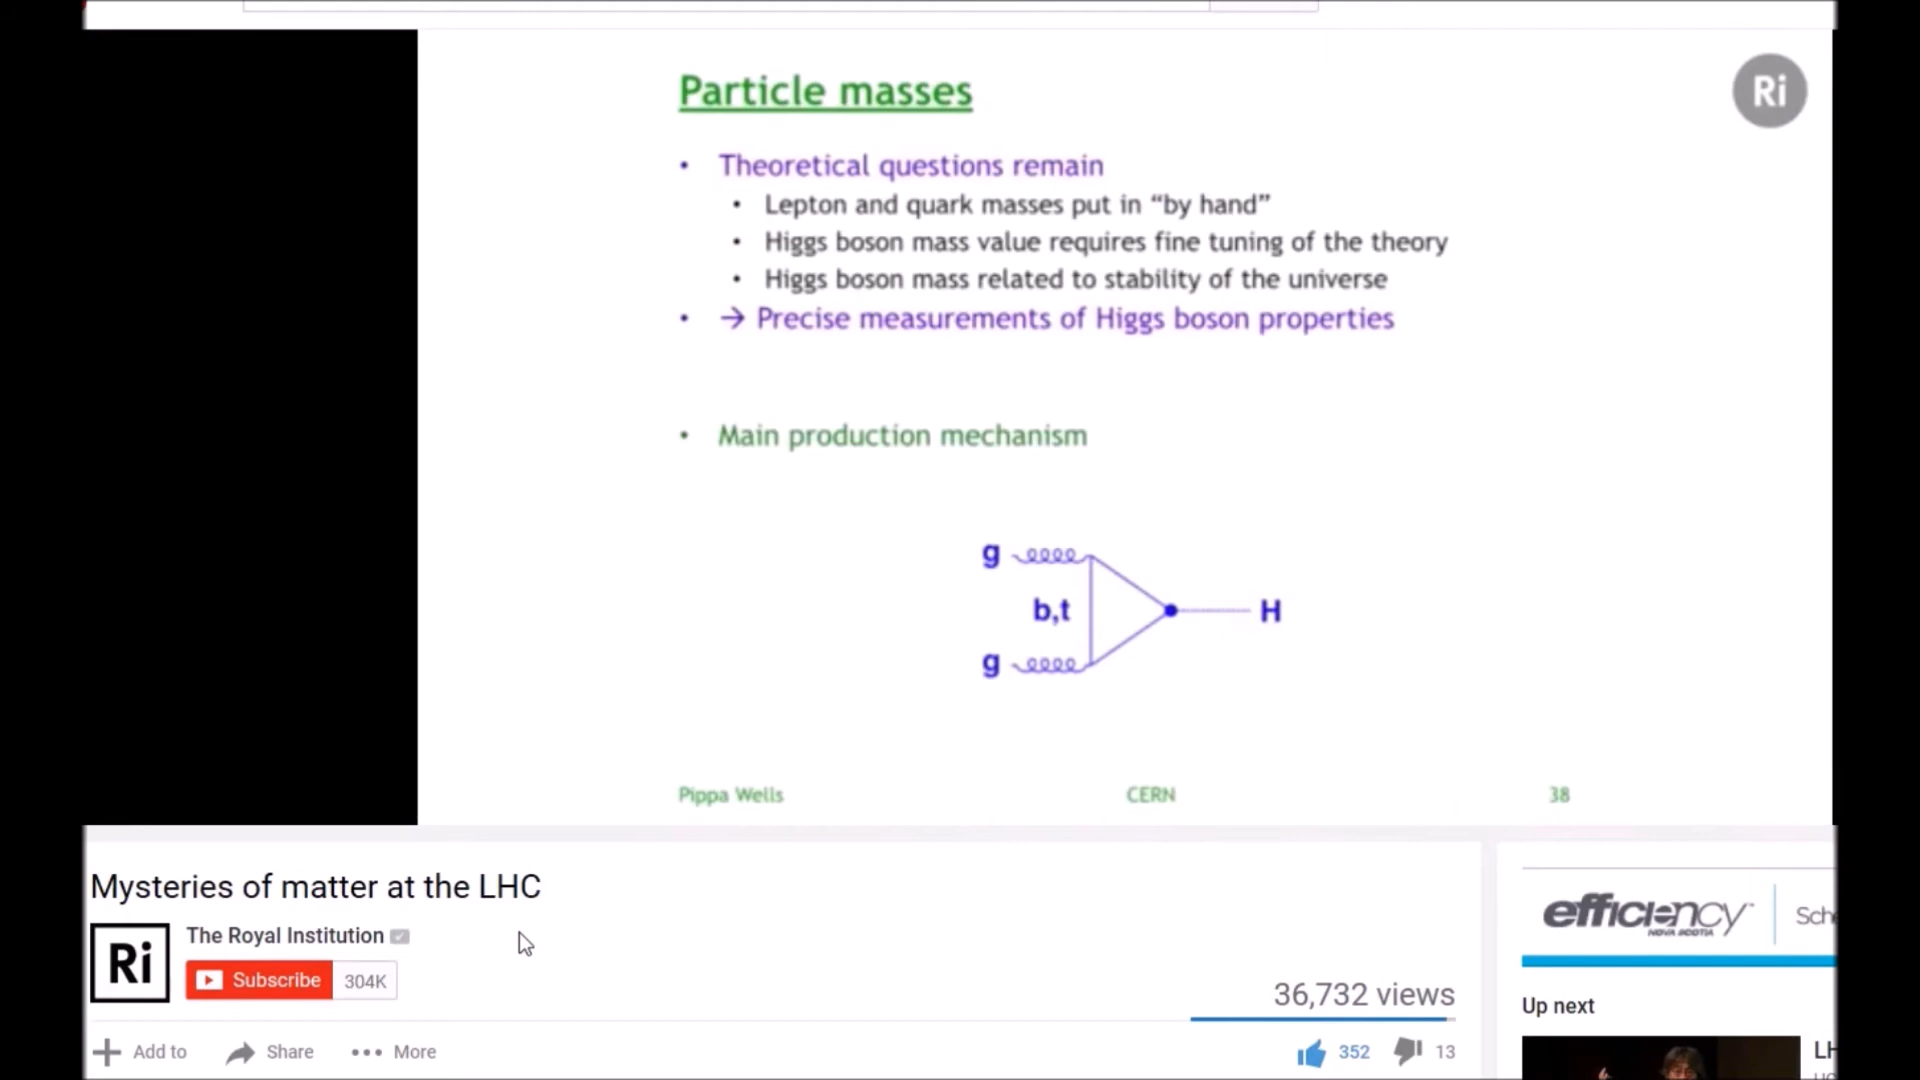 Particle masses
Ri
• Theoretical questions remain
• Lepton and quark masses put in “by hand”
• Higgs boson mass value requires fine tuning of the theory
• Higgs boson mass related to stability of the universe
• → Precise measurements of Higgs boson properties
• Main production mechanism
g
b,t
H
g
Pippa Wells
CERN
38
Mysteries of matter at the LHC
Ri
The Royal Institution
Subscribe 304K
36,732 views
Add to
Share
More
352
13
efficiency
NOVA SCOTIA
Up next